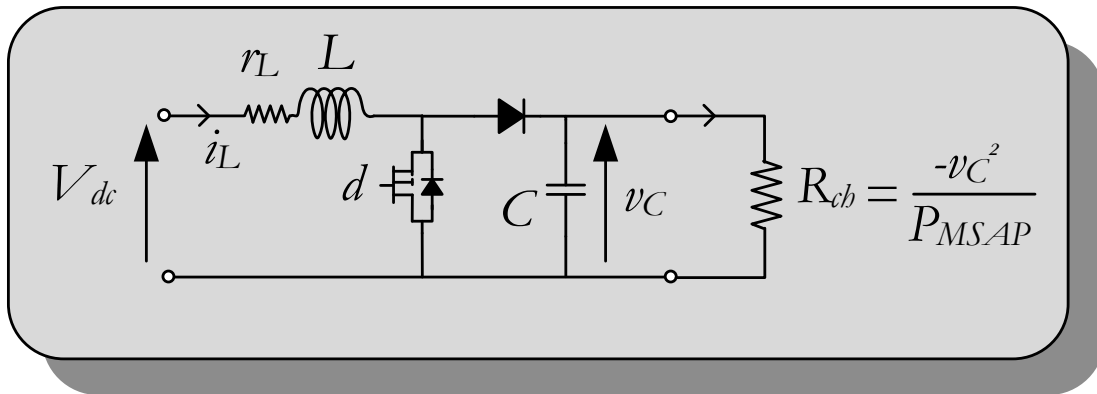 r_L L
i_L
V_dc
d
C
v_C
R_ch = -v_C² / P_MSAP